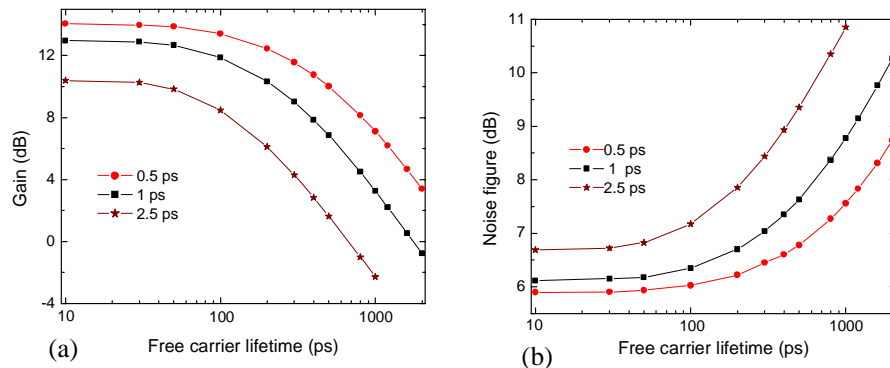 Gain (dB)
12
8
4
0
-4
0.5 ps
1 ps
2.5 ps
10
100
1000
Free carrier lifetime (ps)
(a)
Noise figure (dB)
11
10
9
8
7
6
0.5 ps
1 ps
2.5 ps
10
100
1000
Free carrier lifetime (ps)
(b)